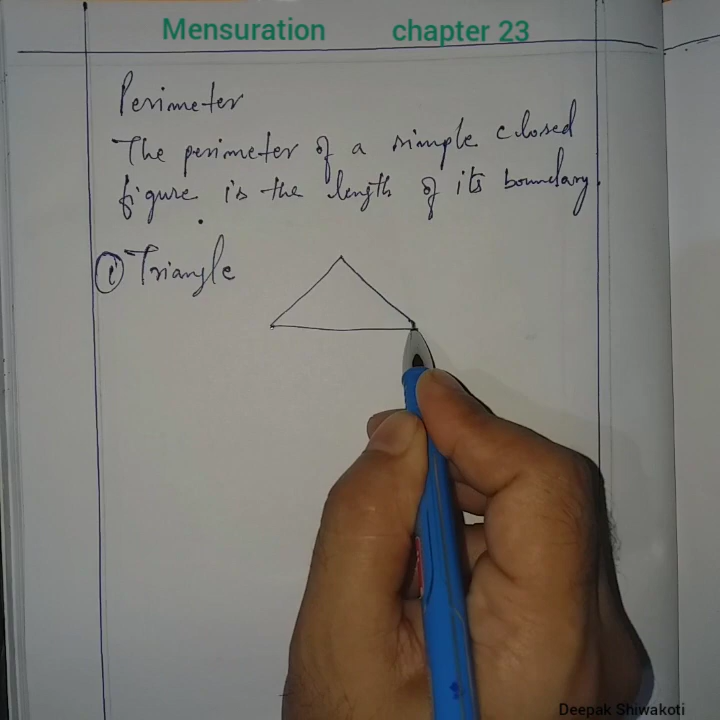 Mensuration chapter 23
Perimeter
The perimeter of a simple closed
figure is the length of its boundary.
(i) Triangle
Deepak Shiwakoti